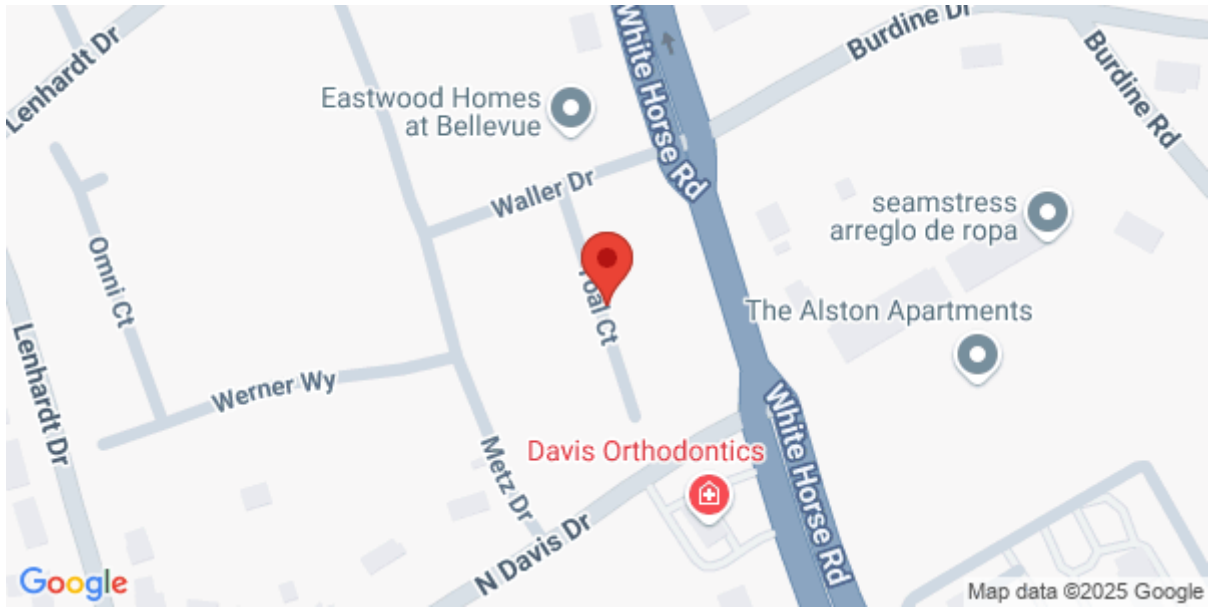 Lenhardt Dr
White Horse Rd
Burdine Dr
Burdine Rd
Eastwood Homes
at Bellevue
Waller Dr
seamstress
arreglo de ropa
Omni Ct
Ct
The Alston Apartments
Lenhardt Dr
Werner Wy
Metz Dr
White Horse Rd
Davis Orthodontics
N Davis Dr
Google
Map data ©2025 Google